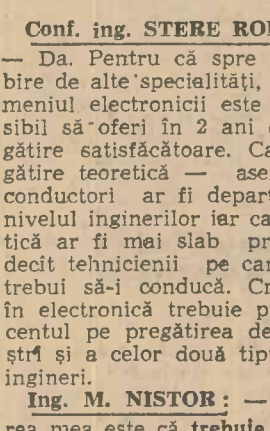 Conf. ing. STERE RO
— Da. Pentru că spre
bire de alte specialități,
meniul electronicii este
sibil să oferi în 2 ani
gătire satisfăcătoare. Ca
gătire teoretică — ase
conductori ar fi depar
nivelul inginerilor iar ca
tică ar fi mai slab pr
decît tehnicienii pe car
trebui să-i conducă. Cr
în electronică trebuie p
centul pe pregătirea de
ștri și a celor două tip
ingineri.
Ing. M. NISTOR : —
rea mea este că trebuie